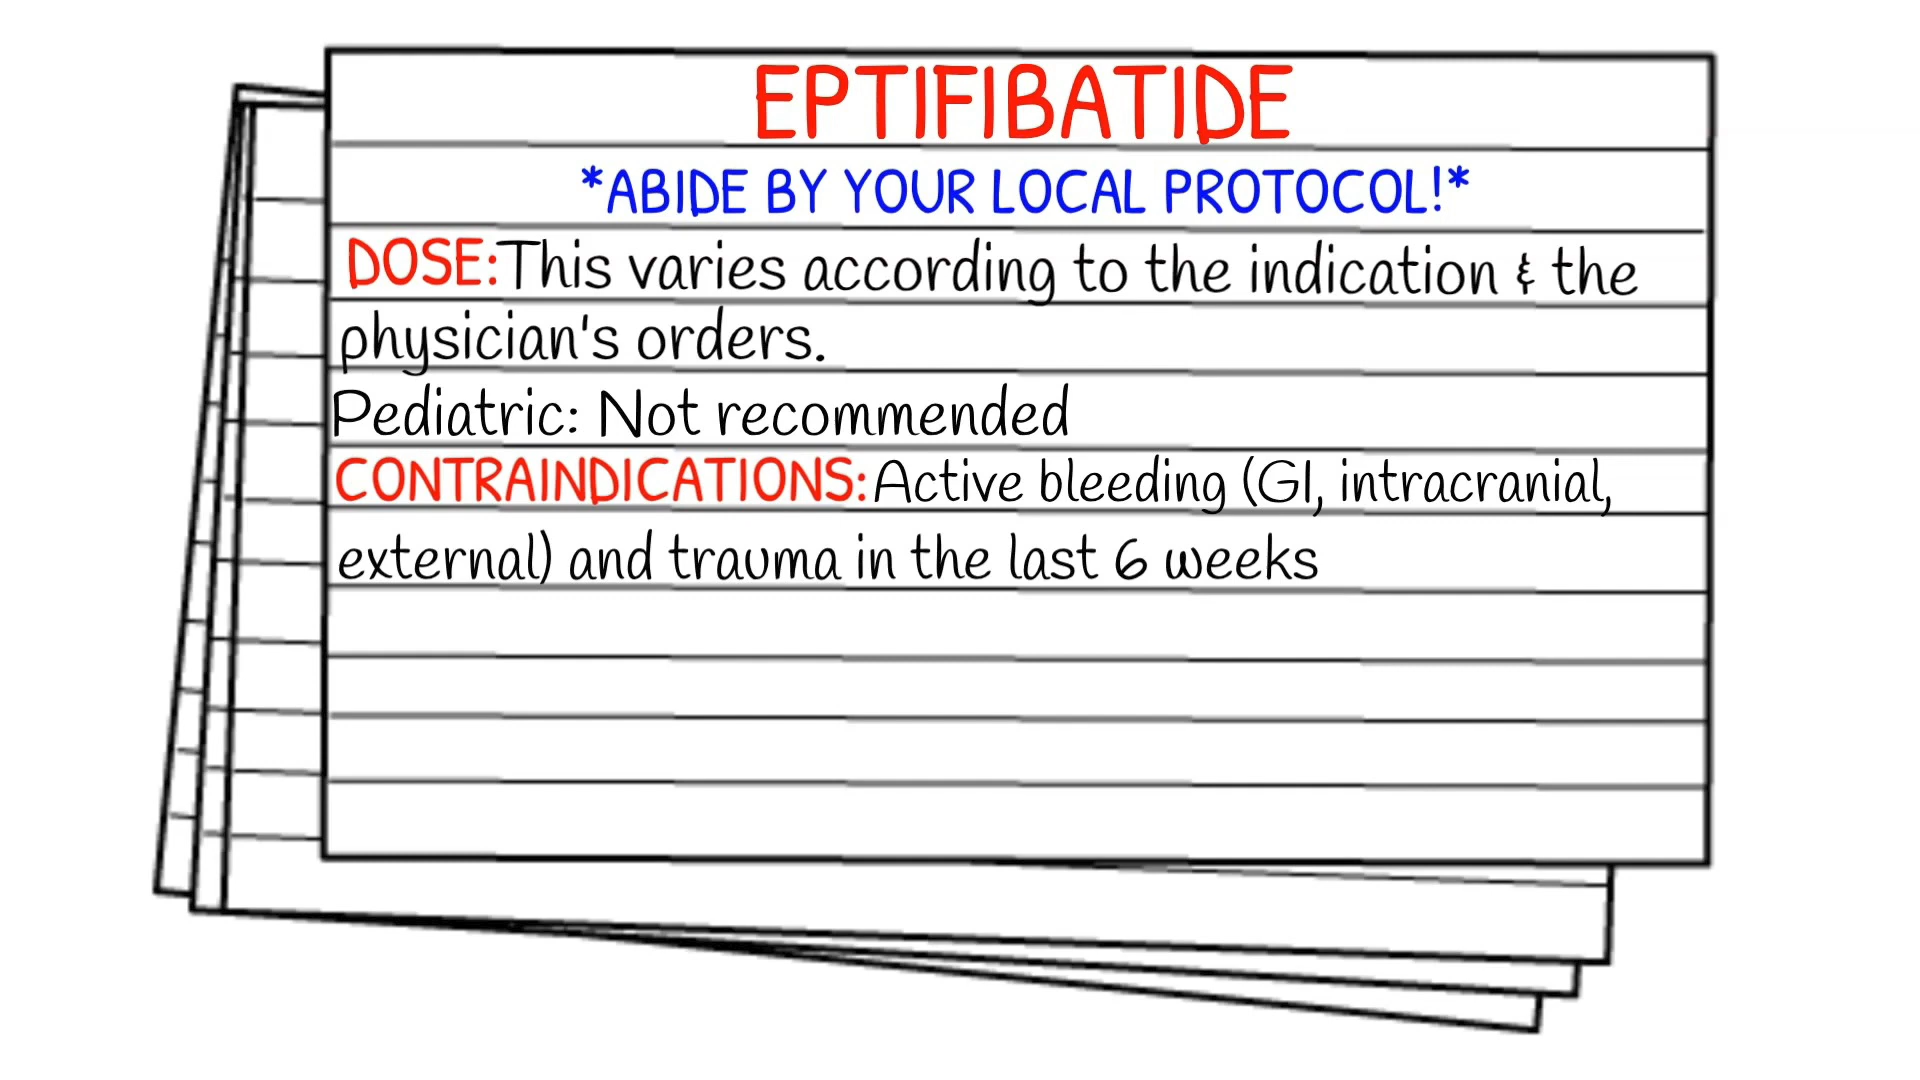 EPTIFIBATIDE
*ABIDE BY YOUR LOCAL PROTOCOL!*
DOSE:This varies according to the indication & the
physician's orders.
Pediatric: Not recommended
CONTRAINDICATIONS:Active bleeding (GI, intracranial,
external) and trauma in the last 6 weeks